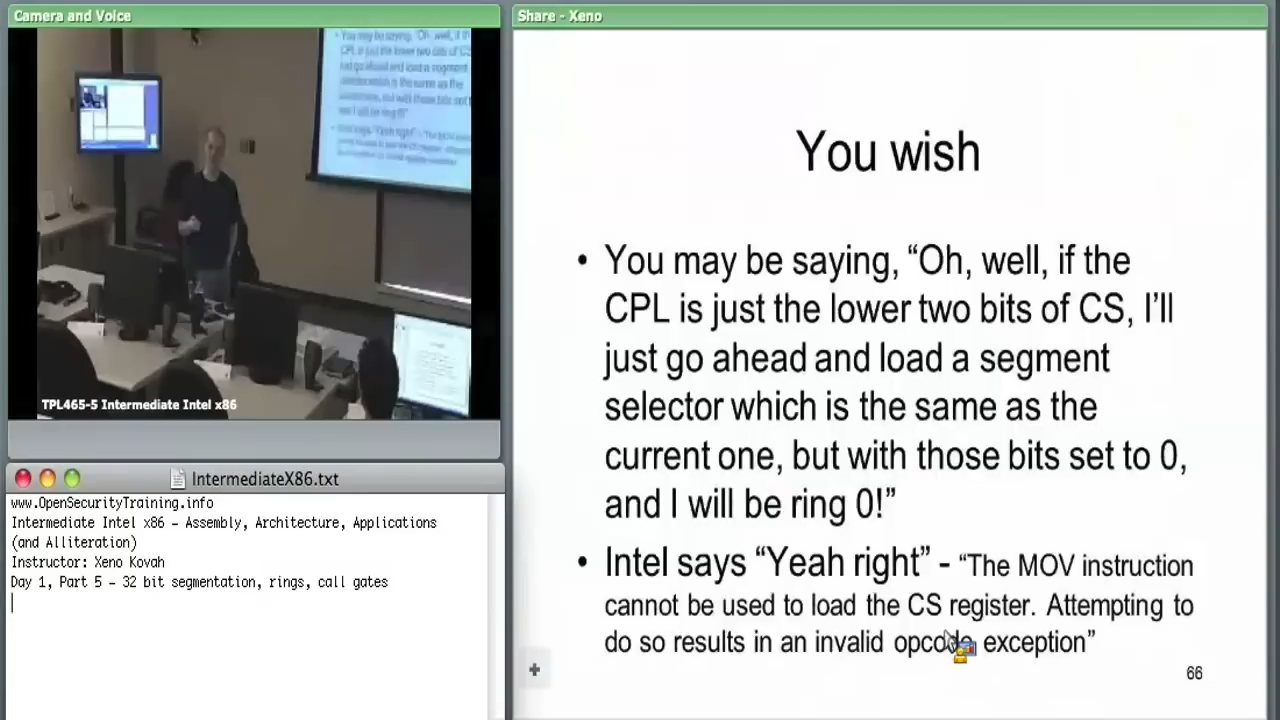 Camera and Voice
TPL465-5 Intermediate Intel x86
IntermediateX86.txt
www.OpenSecurityTraining.info
Intermediate Intel x86 – Assembly, Architecture, Applications
(and Alliteration)
Instructor: Xeno Kovah
Day 1, Part 5 – 32 bit segmentation, rings, call gates
Share - Xeno
You wish
• You may be saying, “Oh, well, if the
CPL is just the lower two bits of CS, I’ll
just go ahead and load a segment
selector which is the same as the
current one, but with those bits set to 0,
and I will be ring 0!”
• Intel says “Yeah right” - “The MOV instruction
cannot be used to load the CS register. Attempting to
do so results in an invalid opcode exception”
66